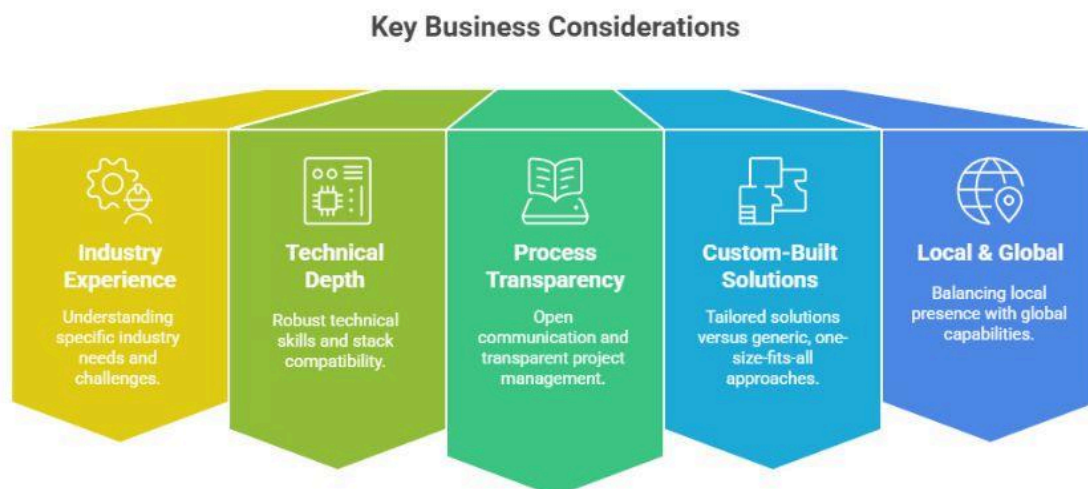 Key Business Considerations
Industry
Experience
Understanding
specific industry
needs and
challenges.
Technical
Depth
Robust technical
skills and stack
compatibility.
Process
Transparency
Open
communication and
transparent project
management.
Custom-Built
Solutions
Tailored solutions
versus generic, one-
size-fits-all
approaches.
Local & Global
Balancing local
presence with global
capabilities.